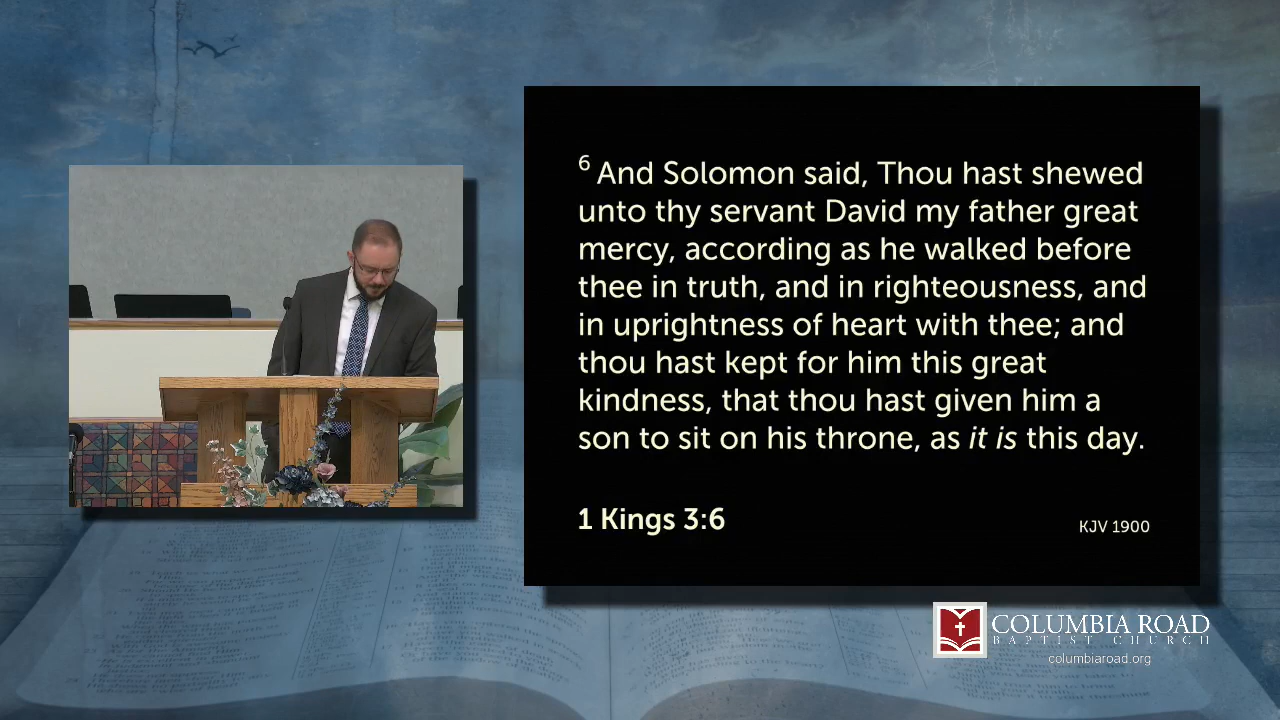 6 And Solomon said, Thou hast shewed
unto thy servant David my father great
mercy, according as he walked before
thee in truth, and in righteousness, and
in uprightness of heart with thee; and
thou hast kept for him this great
kindness, that thou hast given him a
son to sit on his throne, as it is this day.
1 Kings 3:6
KJV 1900
COLUMBIA ROAD
BAPTIST CHURCH
columbiaroad.org